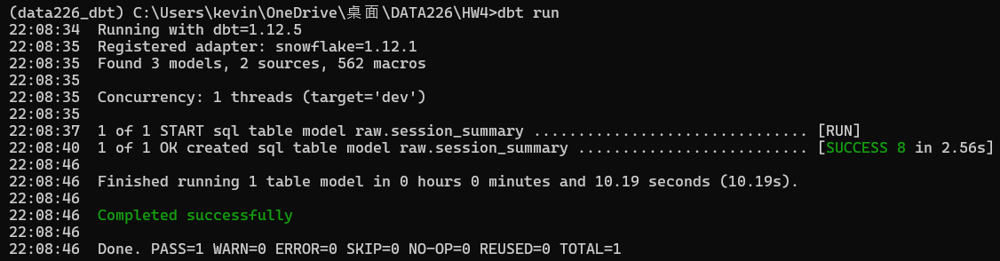 (data226_dbt) C:\Users\kevin\OneDrive\桌面\DATA226\HW4>dbt run
22:08:34  Running with dbt=1.12.5
22:08:35  Registered adapter: snowflake=1.12.1
22:08:35  Found 3 models, 2 sources, 562 macros
22:08:35
22:08:35  Concurrency: 1 threads (target='dev')
22:08:35
22:08:37  1 of 1 START sql table model raw.session_summary ............................... [RUN]
22:08:40  1 of 1 OK created sql table model raw.session_summary .......................... [SUCCESS 8 in 2.56s]
22:08:46
22:08:46  Finished running 1 table model in 0 hours 0 minutes and 10.19 seconds (10.19s).
22:08:46
22:08:46  Completed successfully
22:08:46
22:08:46  Done. PASS=1 WARN=0 ERROR=0 SKIP=0 NO-OP=0 REUSED=0 TOTAL=1